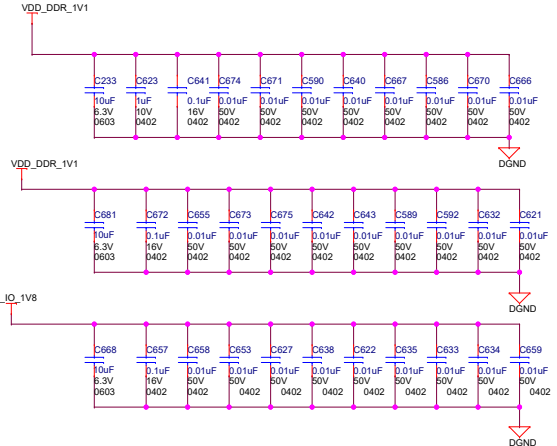 VDD_DDR_1V1
C233 C623 C641 C674 C671 C590 C640 C667 C586 C670 C666
10uF 1uF 0.1uF 0.01uF 0.01uF 0.01uF 0.01uF 0.01uF 0.01uF 0.01uF 0.01uF
6.3V 10V 16V 50V 50V 50V 50V 50V 50V 50V 50V
0603 0402 0402 0402 0402 0402 0402 0402 0402 0402 0402
DGND
VDD_DDR_1V1
C681 C672 C655 C673 C675 C642 C643 C589 C592 C632 C621
10uF 0.1uF 0.01uF 0.01uF 0.01uF 0.01uF 0.01uF 0.01uF 0.01uF 0.01uF 0.01uF
6.3V 16V 50V 50V 50V 50V 50V 50V 50V 50V 50V
0603 0402 0402 0402 0402 0402 0402 0402 0402 0402 0402
DGND
_IO_1V8
C668 C657 C658 C653 C627 C638 C622 C635 C633 C634 C659
10uF 0.1uF 0.01uF 0.01uF 0.01uF 0.01uF 0.01uF 0.01uF 0.01uF 0.01uF 0.01uF
6.3V 16V 50V 50V 50V 50V 50V 50V 50V 50V 50V
0603 0402 0402 0402 0402 0402 0402 0402 0402 0402 0402
DGND